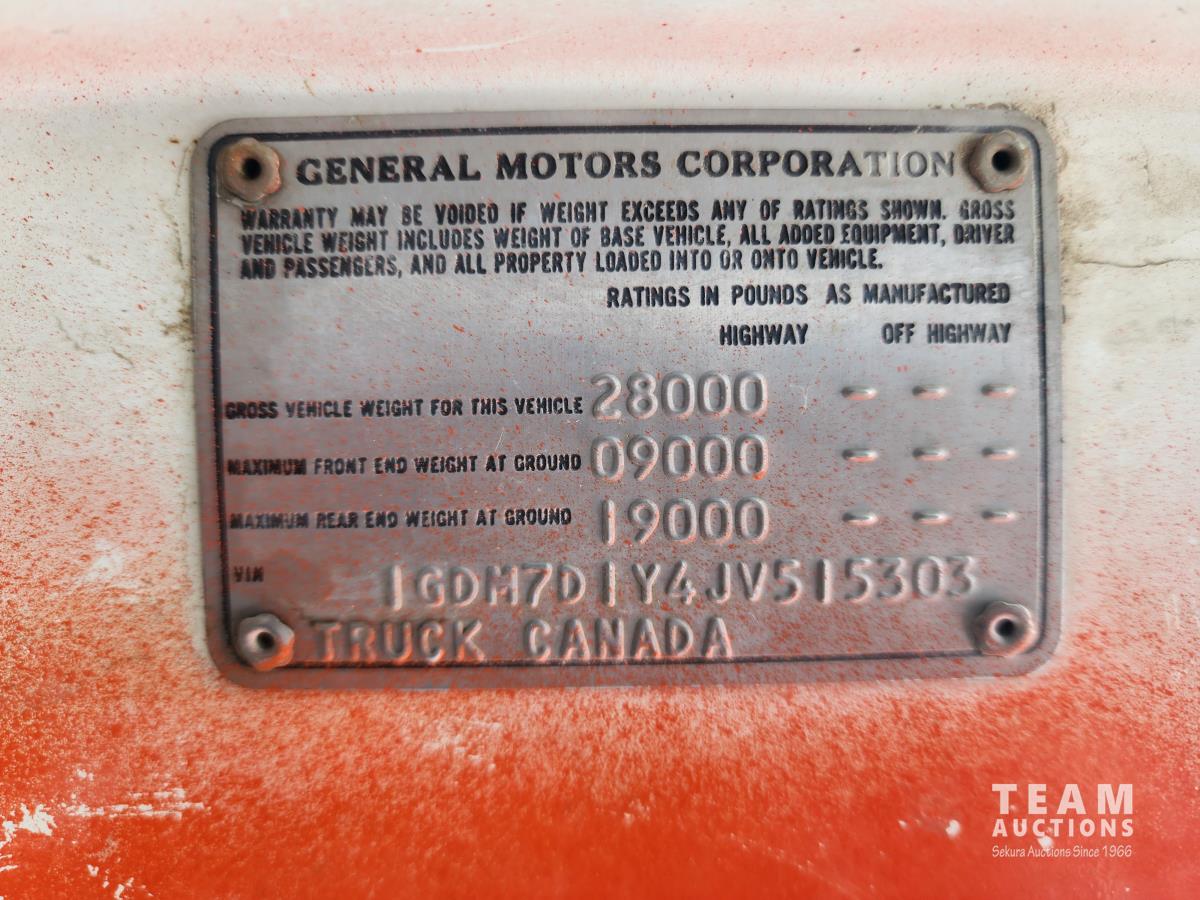 GENERAL MOTORS CORPORATION
WARRANTY MAY BE VOIDED IF WEIGHT EXCEEDS ANY OF RATINGS SHOWN. GROSS
VEHICLE WEIGHT INCLUDES WEIGHT OF BASE VEHICLE, ALL ADDED EQUIPMENT, DRIVER
AND PASSENGERS, AND ALL PROPERTY LOADED INTO OR ONTO VEHICLE.
RATINGS IN POUNDS AS MANUFACTURED
HIGHWAY OFF HIGHWAY
GROSS VEHICLE WEIGHT FOR THIS VEHICLE 28000 - - -
MAXIMUM FRONT END WEIGHT AT GROUND 09000 - - -
MAXIMUM REAR END WEIGHT AT GROUND 19000 - - -
VIN 1GDM7D1Y4JV515303
TRUCK CANADA
TEAM
AUCTIONS
Sekura Auctions Since 1966